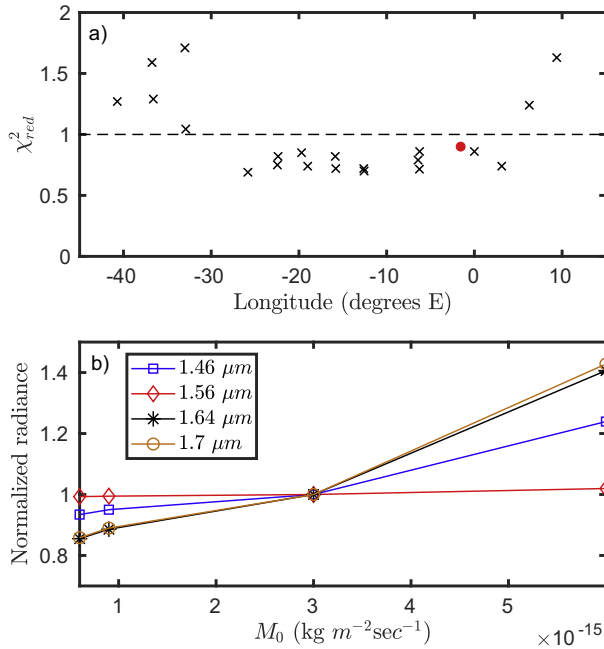 a)
2
1.5
1
0.5
0
χ²red
-40 -30 -20 -10 0 10
Longitude (degrees E)
b)
1.46 μm
1.56 μm
1.64 μm
1.7 μm
1.4
1.2
1
0.8
Normalized radiance
1 2 3 4 5
×10⁻¹⁵
M₀ (kg m⁻²sec⁻¹)